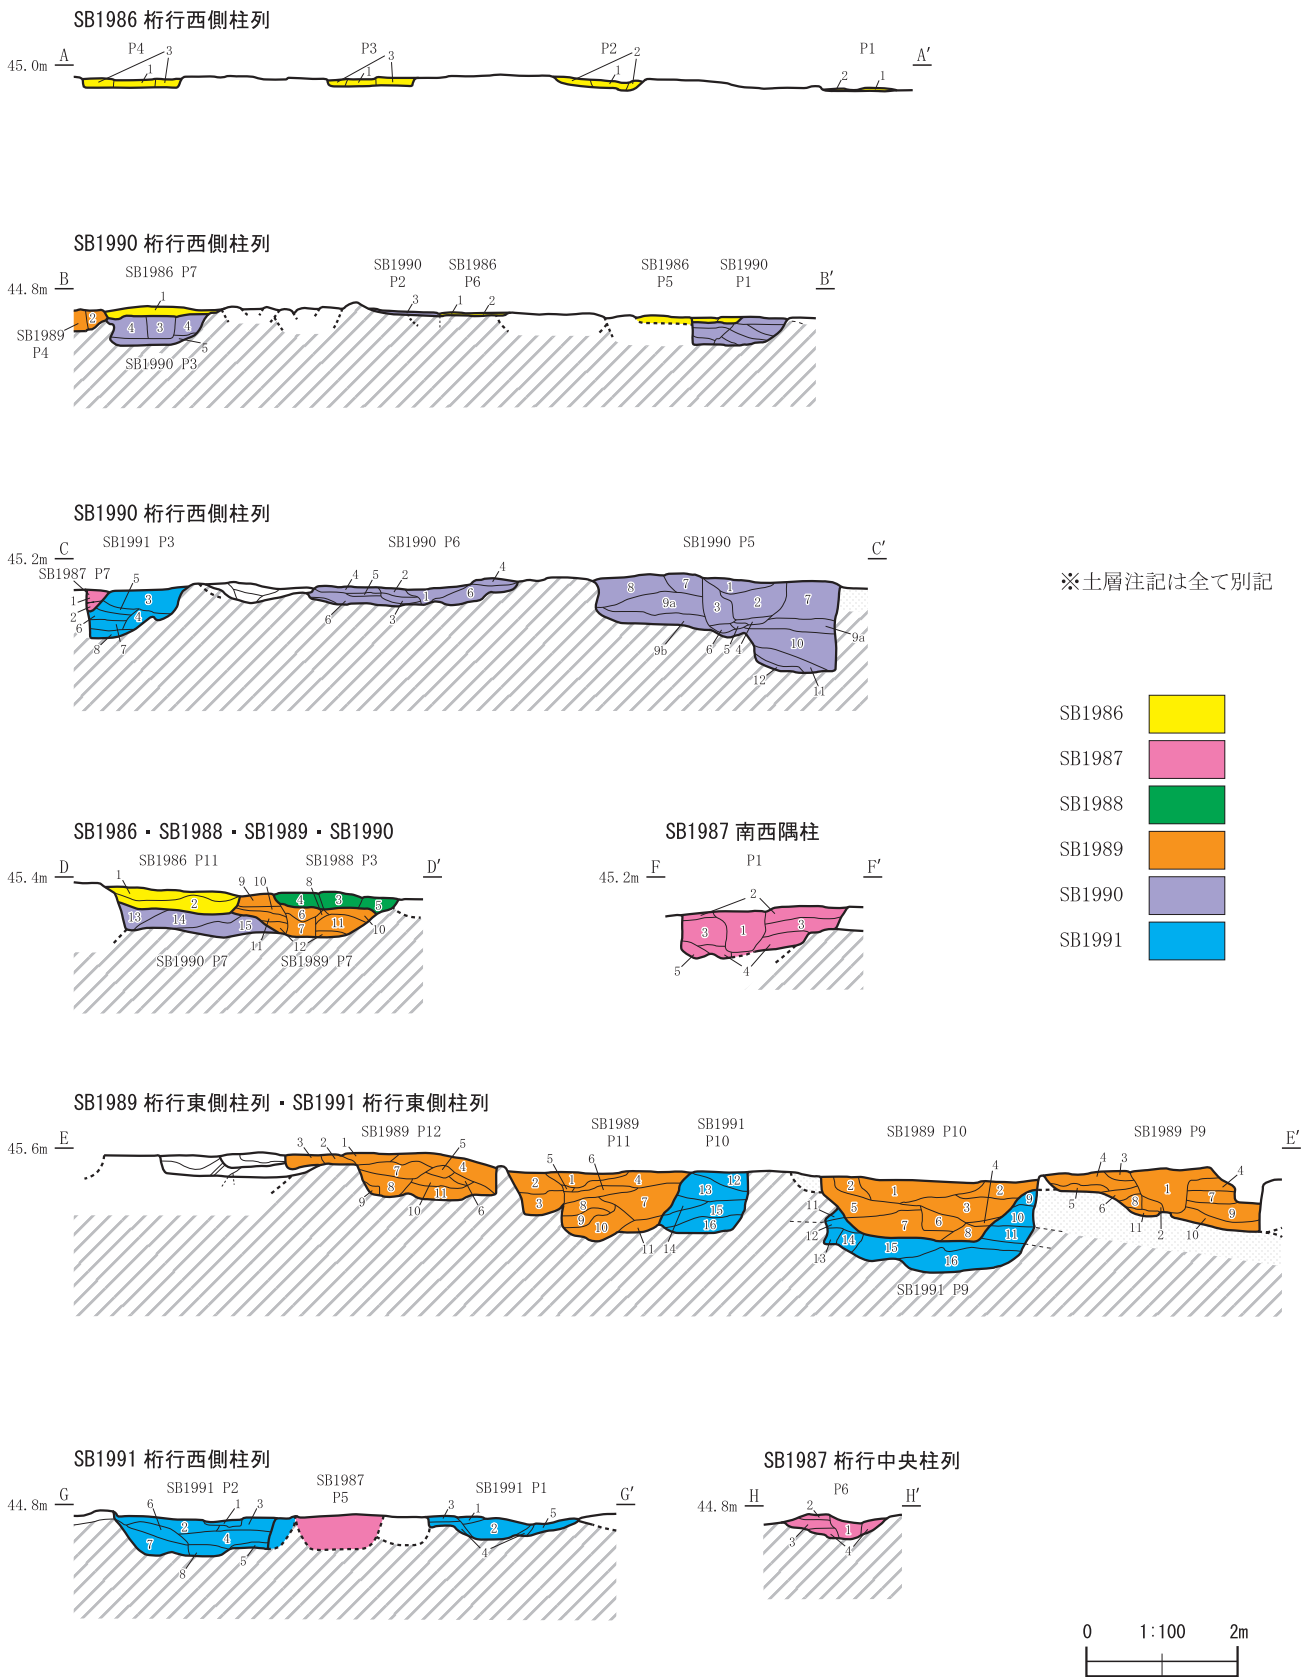 SB1986 桁行西側柱列
45.0m A P4 3 1 P3 3 1 P2 2 1 P1 2 1 A′
SB1990 桁行西側柱列
44.8m B SB1986 P7 SB1990 P2 SB1986 P6 SB1986 P5 SB1990 P1 B′
1 3 1 2
2 4 3 4 5
SB1989 P4
SB1990 P3
SB1990 桁行西側柱列
45.2m C SB1991 P3 SB1990 P6 SB1990 P5 C′
SB1987 P7 5 4 5 2 4
1 2 6 8 7 3 4 6 3 1 6
8 7 1 9a 3 2 7 9b 6 5 4 10 9a 12 11
※土層注記は全て別記
SB1986
SB1987
SB1988
SB1989
SB1990
SB1991
SB1986・SB1988・SB1989・SB1990
45.4m D SB1986 P11 SB1988 P3 D′
1 9 10 8
2 4 3 5
13 14 15 6 7 11 10
11 12
SB1990 P7 SB1989 P7
SB1987 南西隅柱
45.2m F P1 F′
2
3 1 3
5 4
SB1989 桁行東側柱列・SB1991 桁行東側柱列
45.6m E SB1989 P12 SB1989 P11 SB1991 P10 SB1989 P10 SB1989 P9 E′
3 2 1 5 7 4 9 8 10 11 6
5 6 2 1 4 3 8 7 9 10 11
12 13 15 16 14
4 2 1 2 5 3 7 6 8
9 10 11 11 12 13 14 15 16
SB1991 P9
4 3 4 5 6 8 1 7 9 11 2 10
SB1991 桁行西側柱列
44.8m G SB1991 P2 SB1987 P5 SB1991 P1 G′
6 1 3 2 4 7 8 5
3 1 5 2 4
SB1987 桁行中央柱列
44.8m H P6 H′
2 1 3 4
0 1:100 2m